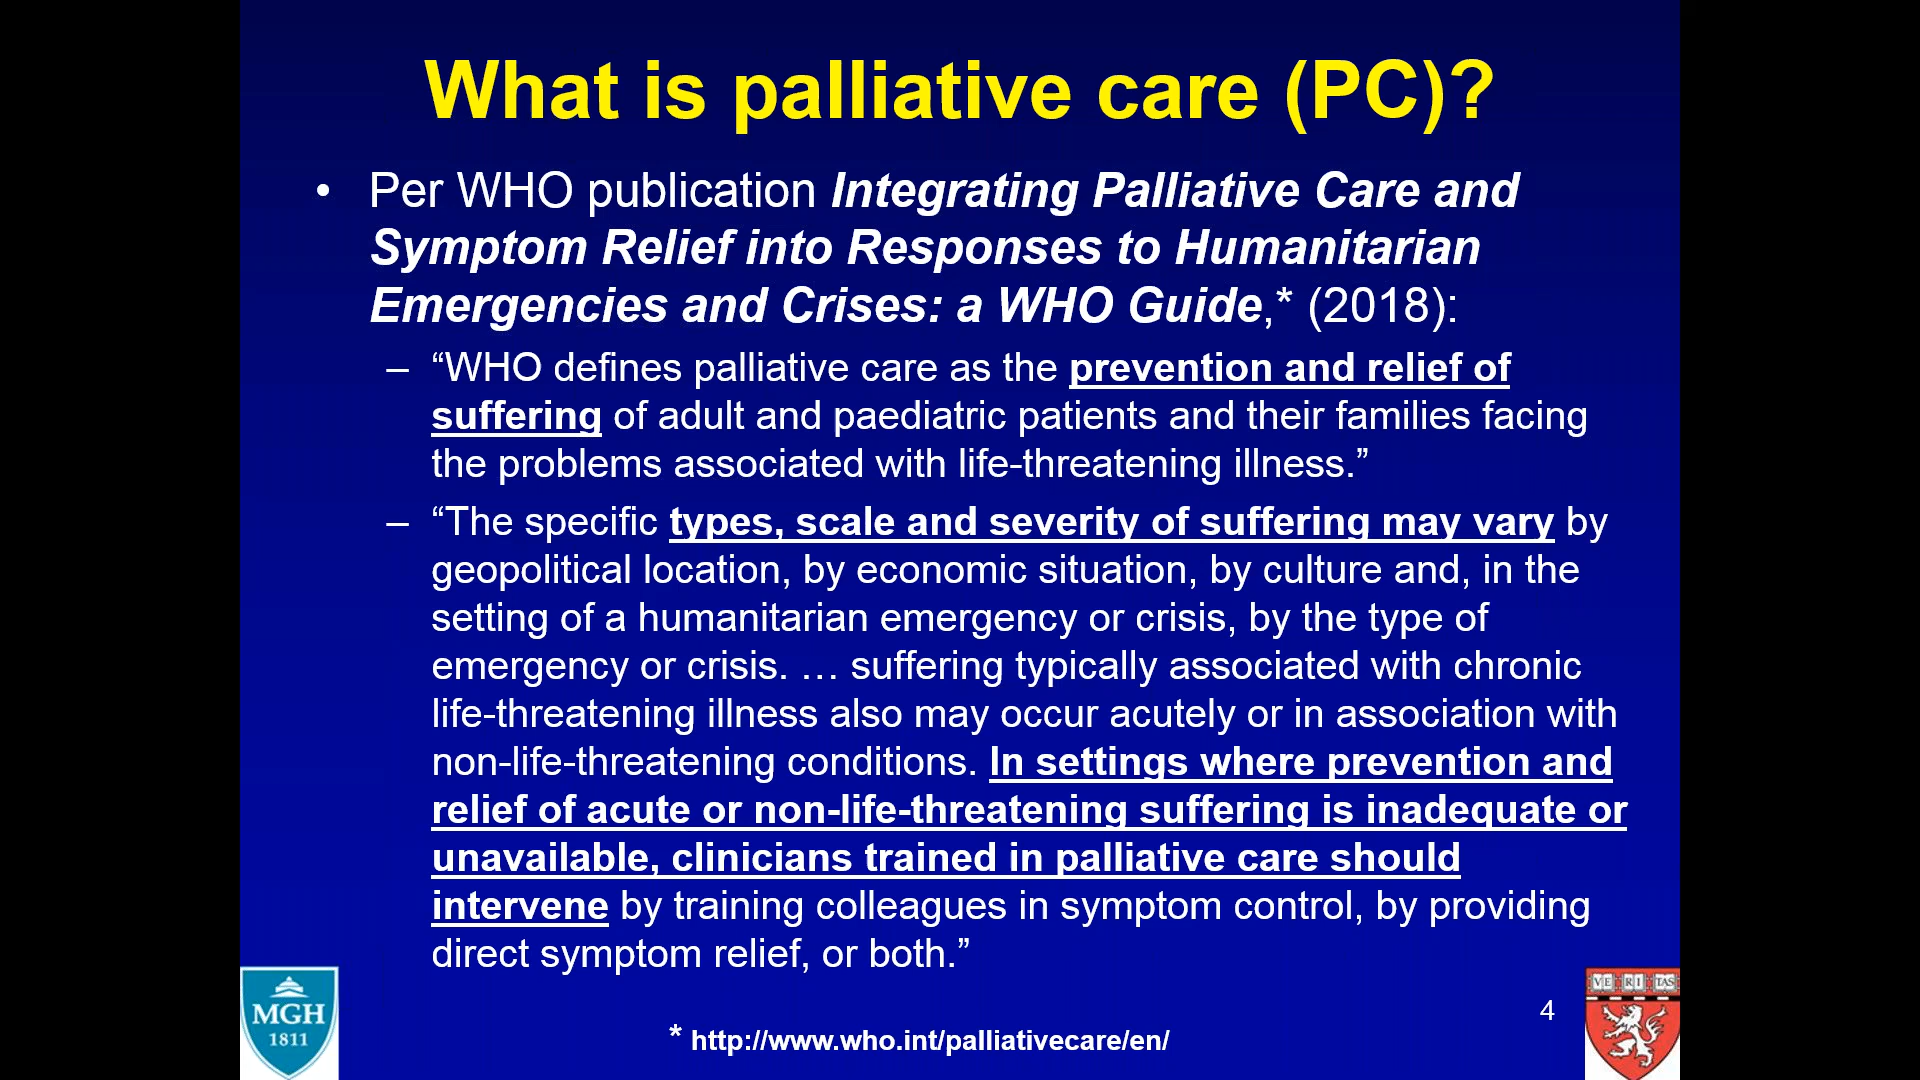 What is palliative care (PC)?
• Per WHO publication Integrating Palliative Care and
Symptom Relief into Responses to Humanitarian
Emergencies and Crises: a WHO Guide,* (2018):
– “WHO defines palliative care as the prevention and relief of
suffering of adult and paediatric patients and their families facing
the problems associated with life-threatening illness.”
– “The specific types, scale and severity of suffering may vary by
geopolitical location, by economic situation, by culture and, in the
setting of a humanitarian emergency or crisis, by the type of
emergency or crisis. … suffering typically associated with chronic
life-threatening illness also may occur acutely or in association with
non-life-threatening conditions. In settings where prevention and
relief of acute or non-life-threatening suffering is inadequate or
unavailable, clinicians trained in palliative care should
intervene by training colleagues in symptom control, by providing
direct symptom relief, or both.”
MGH
1811
* http://www.who.int/palliativecare/en/
4
VE RI TAS